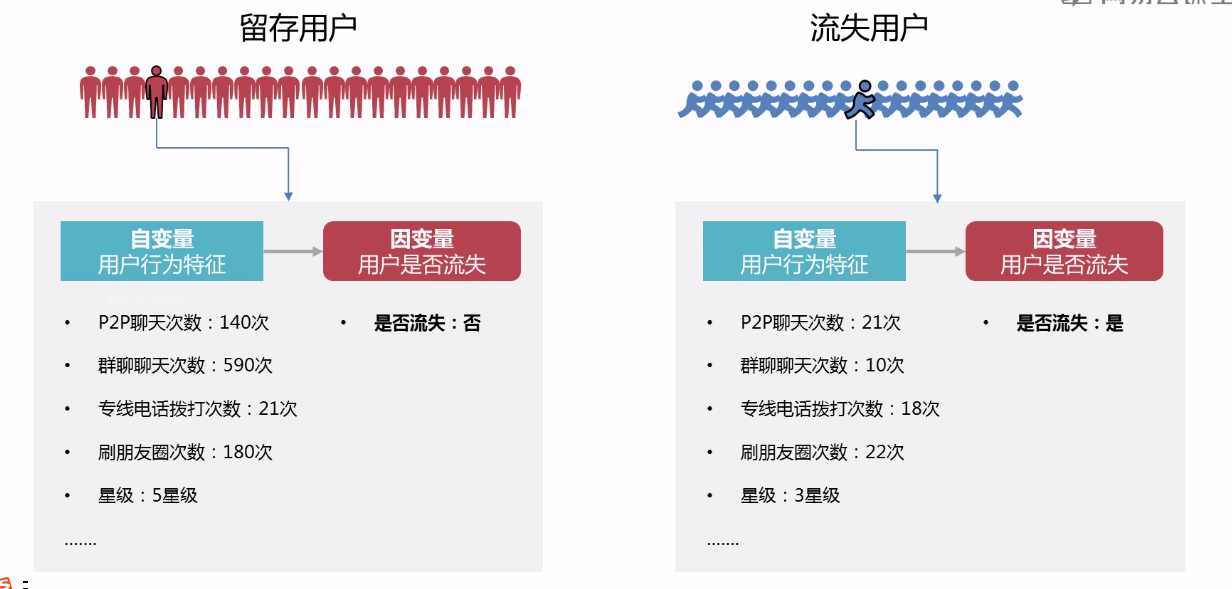 留存用户
自变量
用户行为特征
因变量
用户是否流失
• P2P聊天次数：140次
• 是否流失：否
• 群聊聊天次数：590次
• 专线电话拨打次数：21次
• 刷朋友圈次数：180次
• 星级：5星级
.......
流失用户
自变量
用户行为特征
因变量
用户是否流失
• P2P聊天次数：21次
• 是否流失：是
• 群聊聊天次数：10次
• 专线电话拨打次数：18次
• 刷朋友圈次数：22次
• 星级：3星级
.......